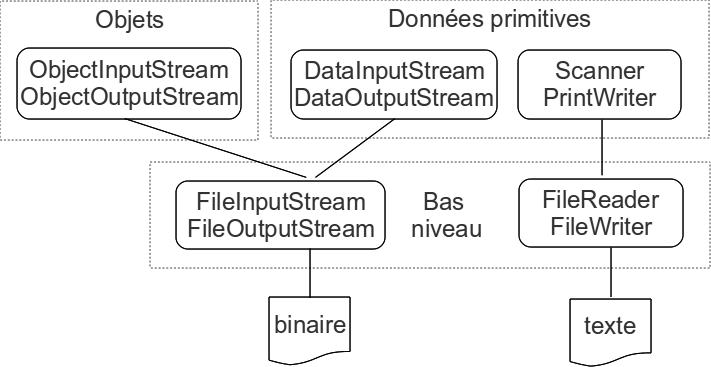 Objets
Données primitives
ObjectInputStream
ObjectOutputStream
DataInputStream
DataOutputStream
Scanner
PrintWriter
FileInputStream
FileOutputStream
Bas
niveau
FileReader
FileWriter
binaire
texte